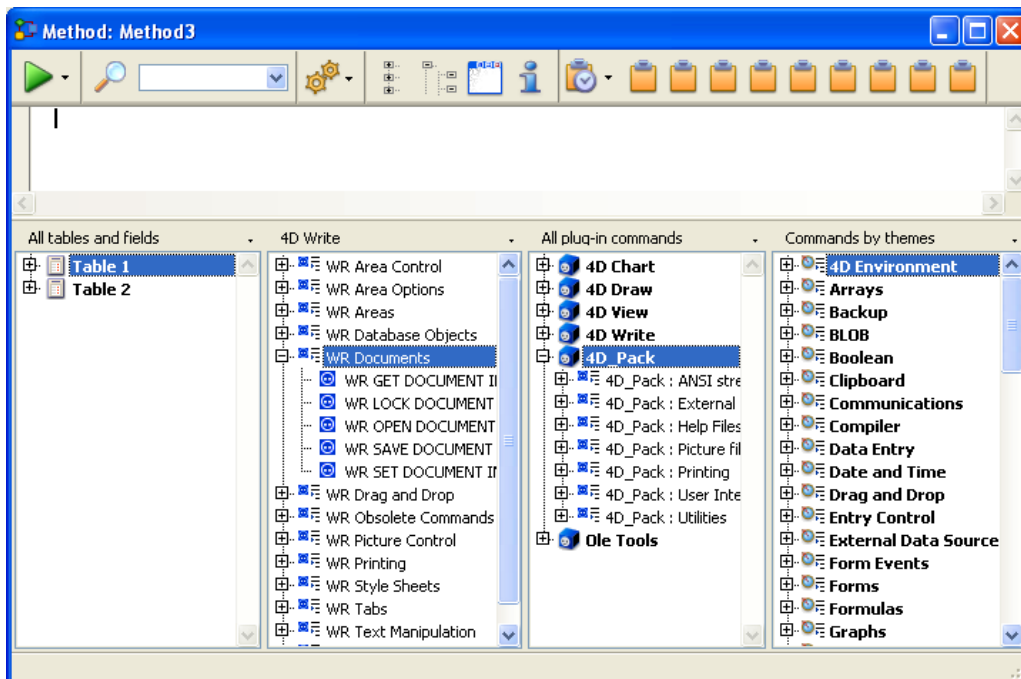 Method: Method3
All tables and fields
Table 1
Table 2
4D Write
WR Area Control
WR Area Options
WR Areas
WR Database Objects
WR Documents
WR GET DOCUMENT
WR LOCK DOCUMENT
WR OPEN DOCUMENT
WR SAVE DOCUMENT
WR SET DOCUMENT
WR Drag and Drop
WR Obsolete Commands
WR Picture Control
WR Printing
WR Style Sheets
WR Tabs
WR Text Manipulation
All plug-in commands
4D Chart
4D Draw
4D View
4D Write
4D_Pack
4D_Pack : ANSI stre
4D_Pack : External
4D_Pack : Help Files
4D_Pack : Picture fil
4D_Pack : Printing
4D_Pack : User Inte
4D_Pack : Utilities
Ole Tools
Commands by themes
4D Environment
Arrays
Backup
BLOB
Boolean
Clipboard
Communications
Compiler
Data Entry
Date and Time
Drag and Drop
Entry Control
External Data Source
Form Events
Forms
Formulas
Graphs